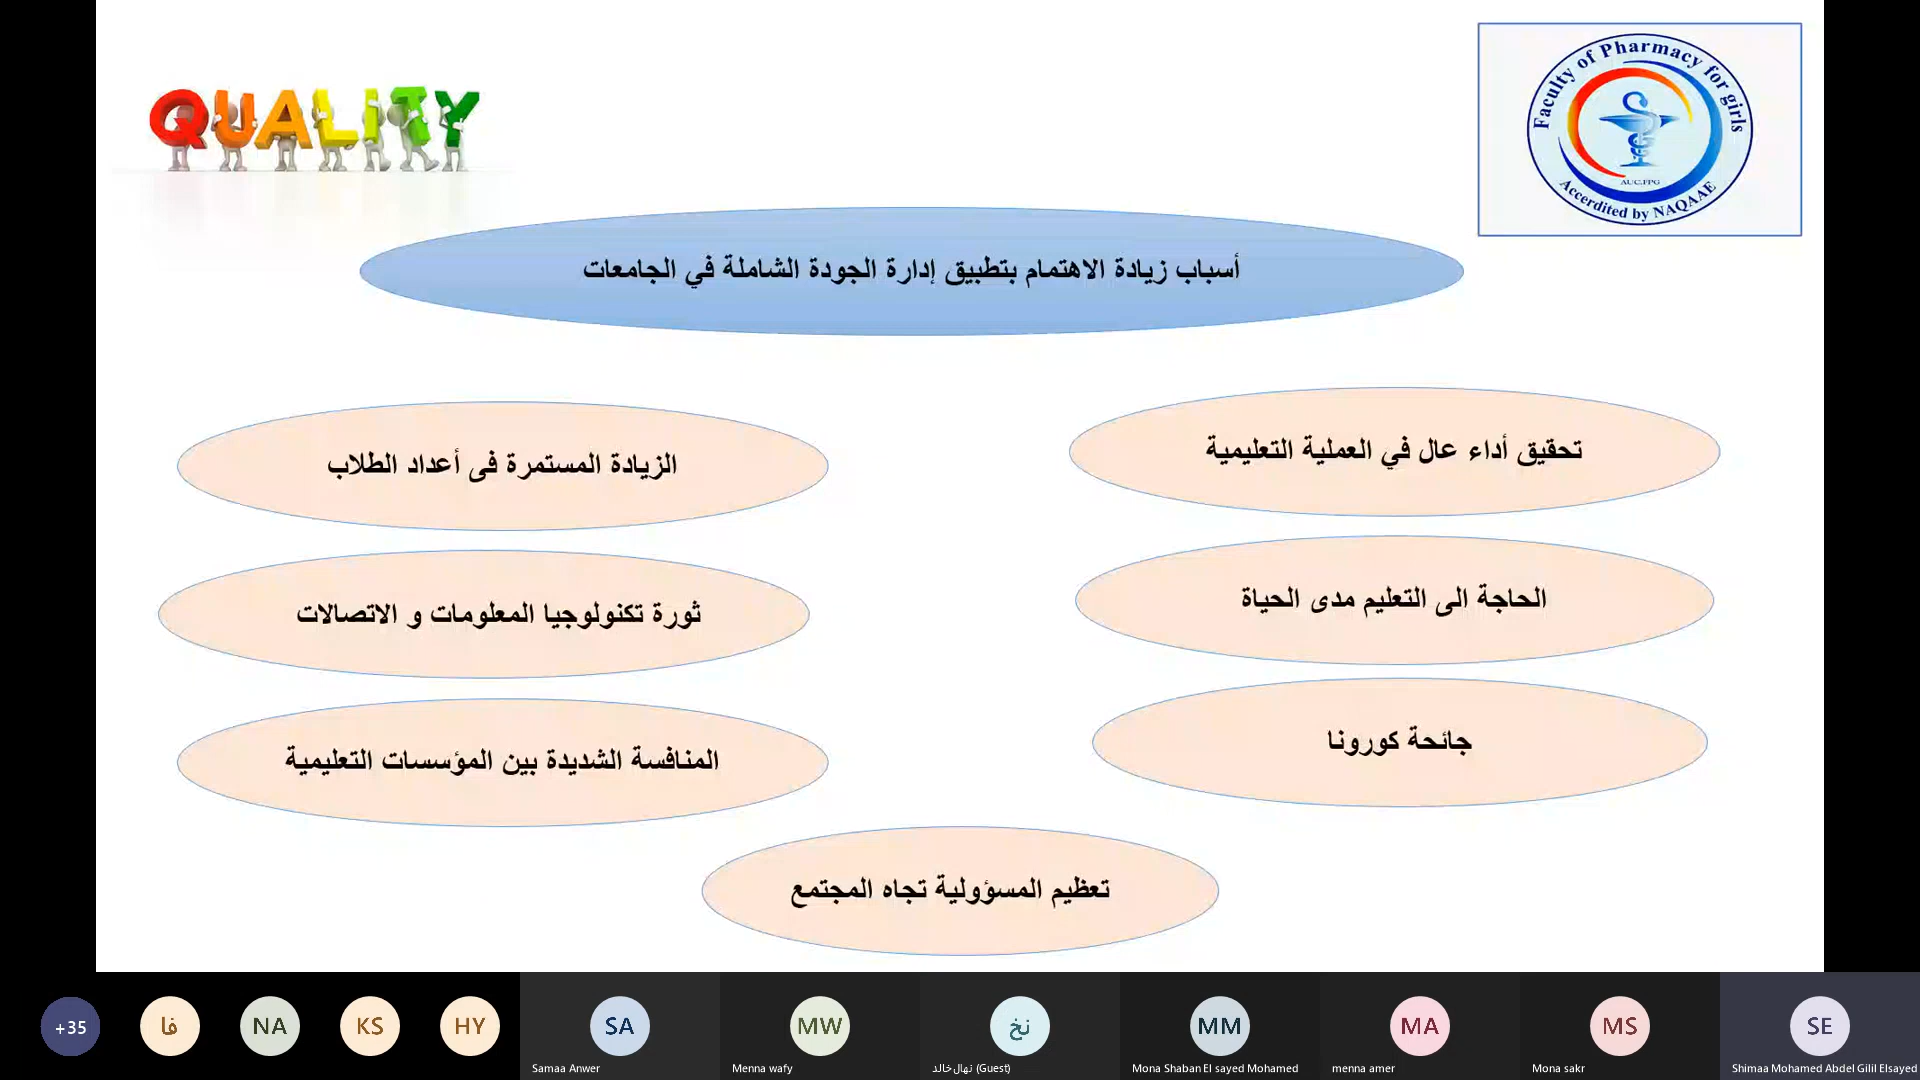 QUALITY
Faculty of Pharmacy for girls
AUC.FPG
Accerdited by NAQAAE
أسباب زيادة الاهتمام بتطبيق إدارة الجودة الشاملة في الجامعات
تحقيق أداء عال في العملية التعليمية
الزيادة المستمرة فى أعداد الطلاب
الحاجة الى التعليم مدى الحياة
ثورة تكنولوجيا المعلومات و الاتصالات
جائحة كورونا
المنافسة الشديدة بين المؤسسات التعليمية
تعظيم المسؤولية تجاه المجتمع
+35
فا
NA
KS
HY
SA
Samaa Anwer
MW
Menna wafy
نخ
نهال خالد (Guest)
MM
Mona Shaban El sayed Mohamed
MA
menna amer
MS
Mona sakr
SE
Shimaa Mohamed Abdel Gilil Elsayed